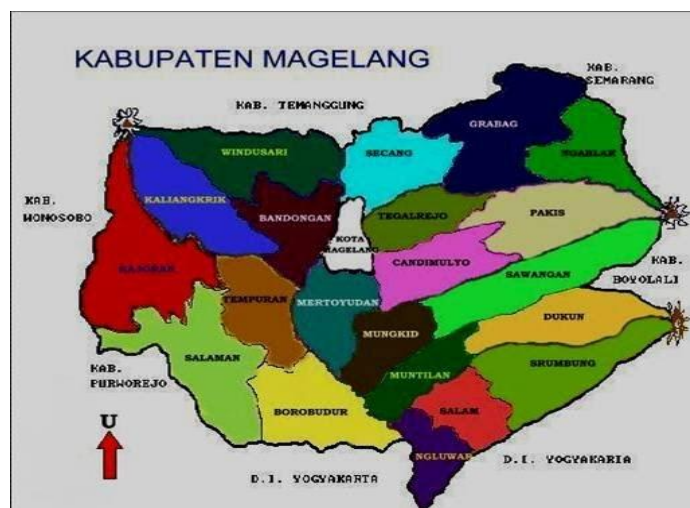 KABUPATEN MAGELANG
KAB.
SEMARANG
KAB. TEMANGGUNG
GRABAG
WINDUSARI
SECANG
NGABLAK
KAB.
WONOSOBO
KALIANGKRIK
BANDONGAN
TEGALREJO
PAKIS
KOTA
MAGELANG
CANDIMULYO
KAB.
BOYOLALI
SAWANGAN
KAJORAN
TEMPURAN
MERTOYUDAN
DUKUN
MUNGKID
SALAMAN
SRUMBUNG
KAB.
PURWOREJO
MUNTILAN
BOROBUDUR
SALAM
U
NGLUWAR
D.I. YOGYAKARTA
D.I. YOGYAKARTA